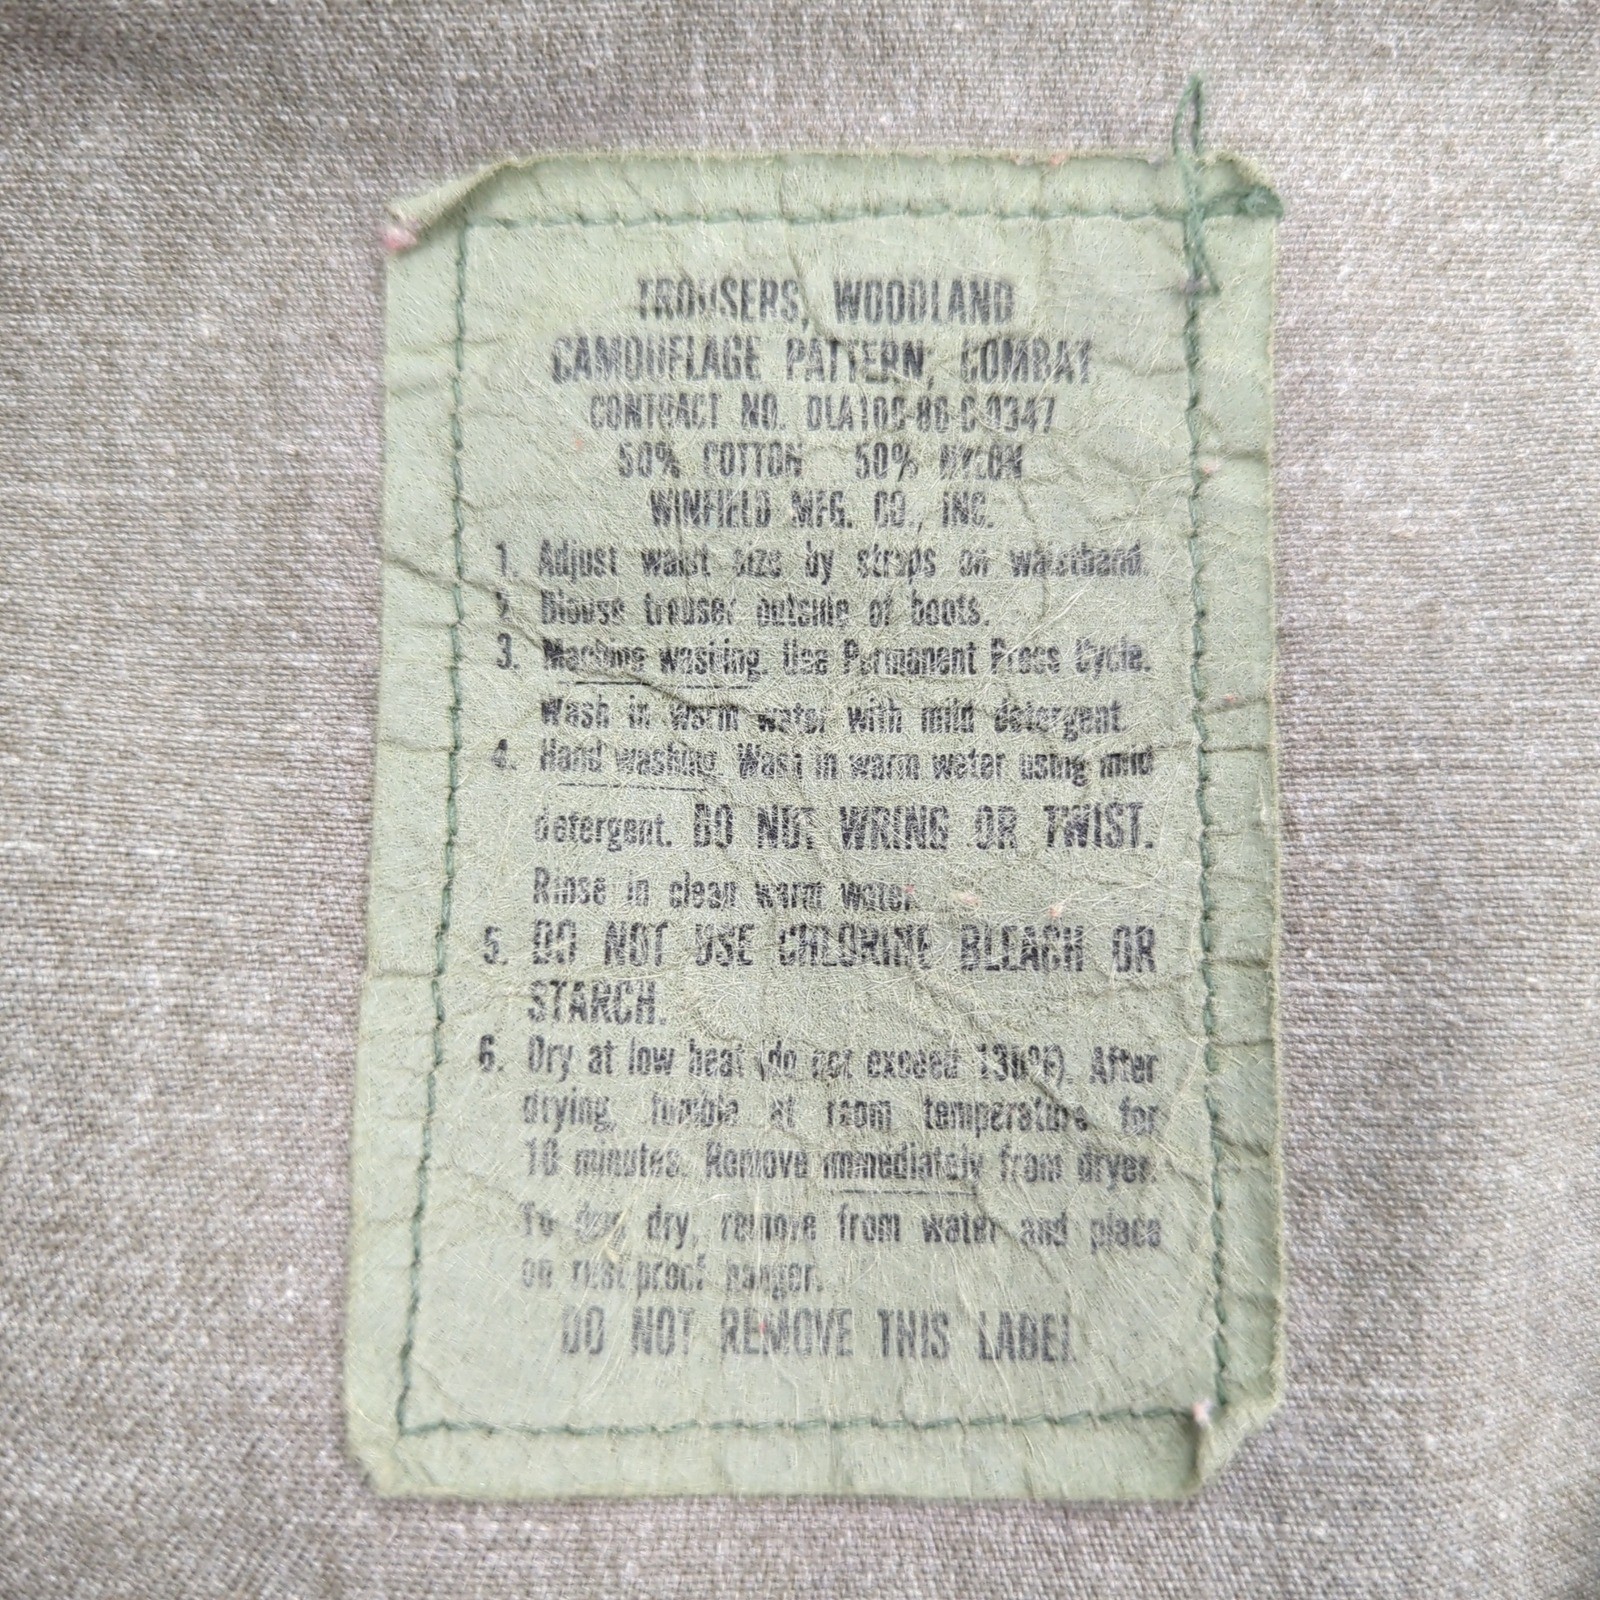 TROUSERS, WOODLAND
CAMOUFLAGE PATTERN, COMBAT
CONTRACT NO. DLA100-86-C-0347
50% COTTON 50% NYLON
WINFIELD MFG. CO., INC.
1. Adjust waist size by straps on waistband.
2. Blouse trouser outside of boots.
3. Machine washing. Use Permanent Press Cycle.
Wash in warm water with mild detergent.
4. Hand washing. Wash in warm water using mild
detergent. DO NOT WRING OR TWIST.
Rinse in clean warm water.
5. DO NOT USE CHLORINE BLEACH OR
STARCH.
6. Dry at low heat (do not exceed 130°F). After
drying, tumble at room temperature for
10 minutes. Remove immediately from dryer.
To drip dry, remove from water and place
on rust proof hanger.
DO NOT REMOVE THIS LABEL